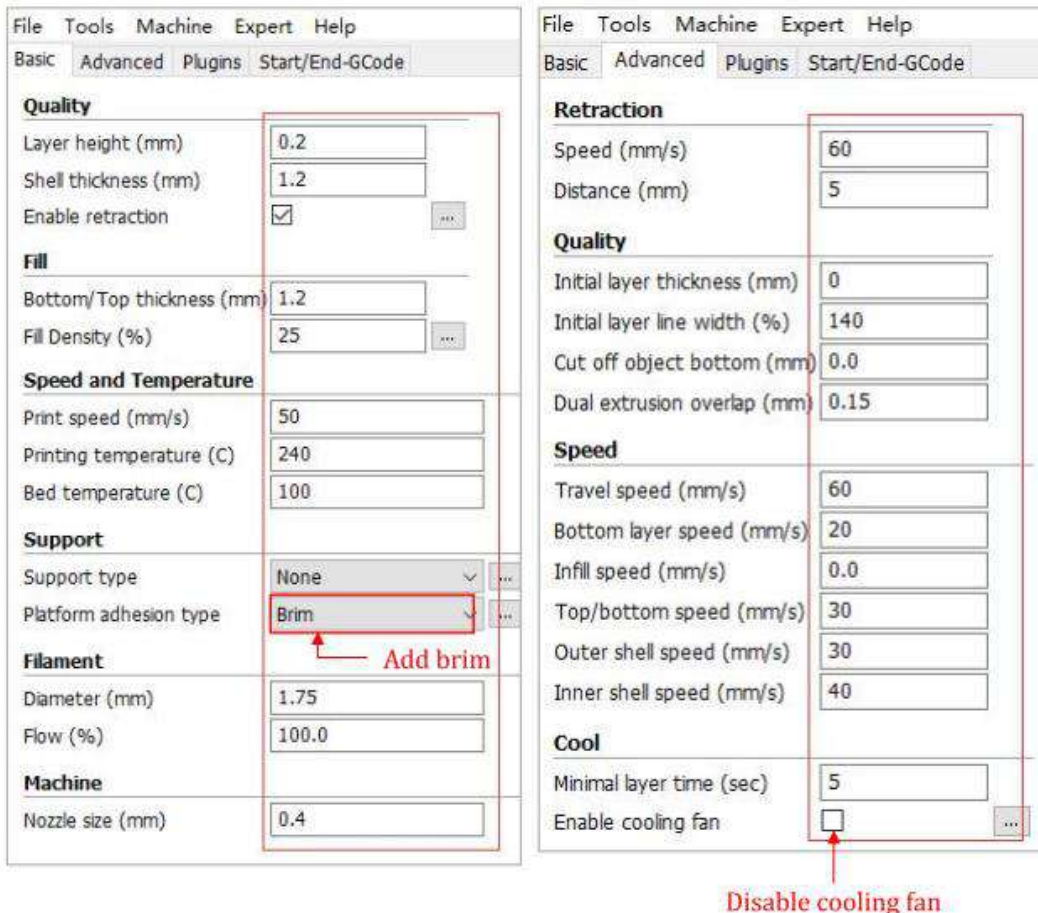 File Tools Machine Expert Help
Basic Advanced Plugins Start/End-GCode
Quality
Layer height (mm) 0.2
Shell thickness (mm) 1.2
Enable retraction ...
Fill
Bottom/Top thickness (mm) 1.2
Fill Density (%) 25 ...
Speed and Temperature
Print speed (mm/s) 50
Printing temperature (C) 240
Bed temperature (C) 100
Support
Support type None ...
Platform adhesion type Brim ...
Add brim
Filament
Diameter (mm) 1.75
Flow (%) 100.0
Machine
Nozzle size (mm) 0.4
File Tools Machine Expert Help
Basic Advanced Plugins Start/End-GCode
Retraction
Speed (mm/s) 60
Distance (mm) 5
Quality
Initial layer thickness (mm) 0
Initial layer line width (%) 140
Cut off object bottom (mm) 0.0
Dual extrusion overlap (mm) 0.15
Speed
Travel speed (mm/s) 60
Bottom layer speed (mm/s) 20
Infill speed (mm/s) 0.0
Top/bottom speed (mm/s) 30
Outer shell speed (mm/s) 30
Inner shell speed (mm/s) 40
Cool
Minimal layer time (sec) 5
Enable cooling fan ...
Disable cooling fan